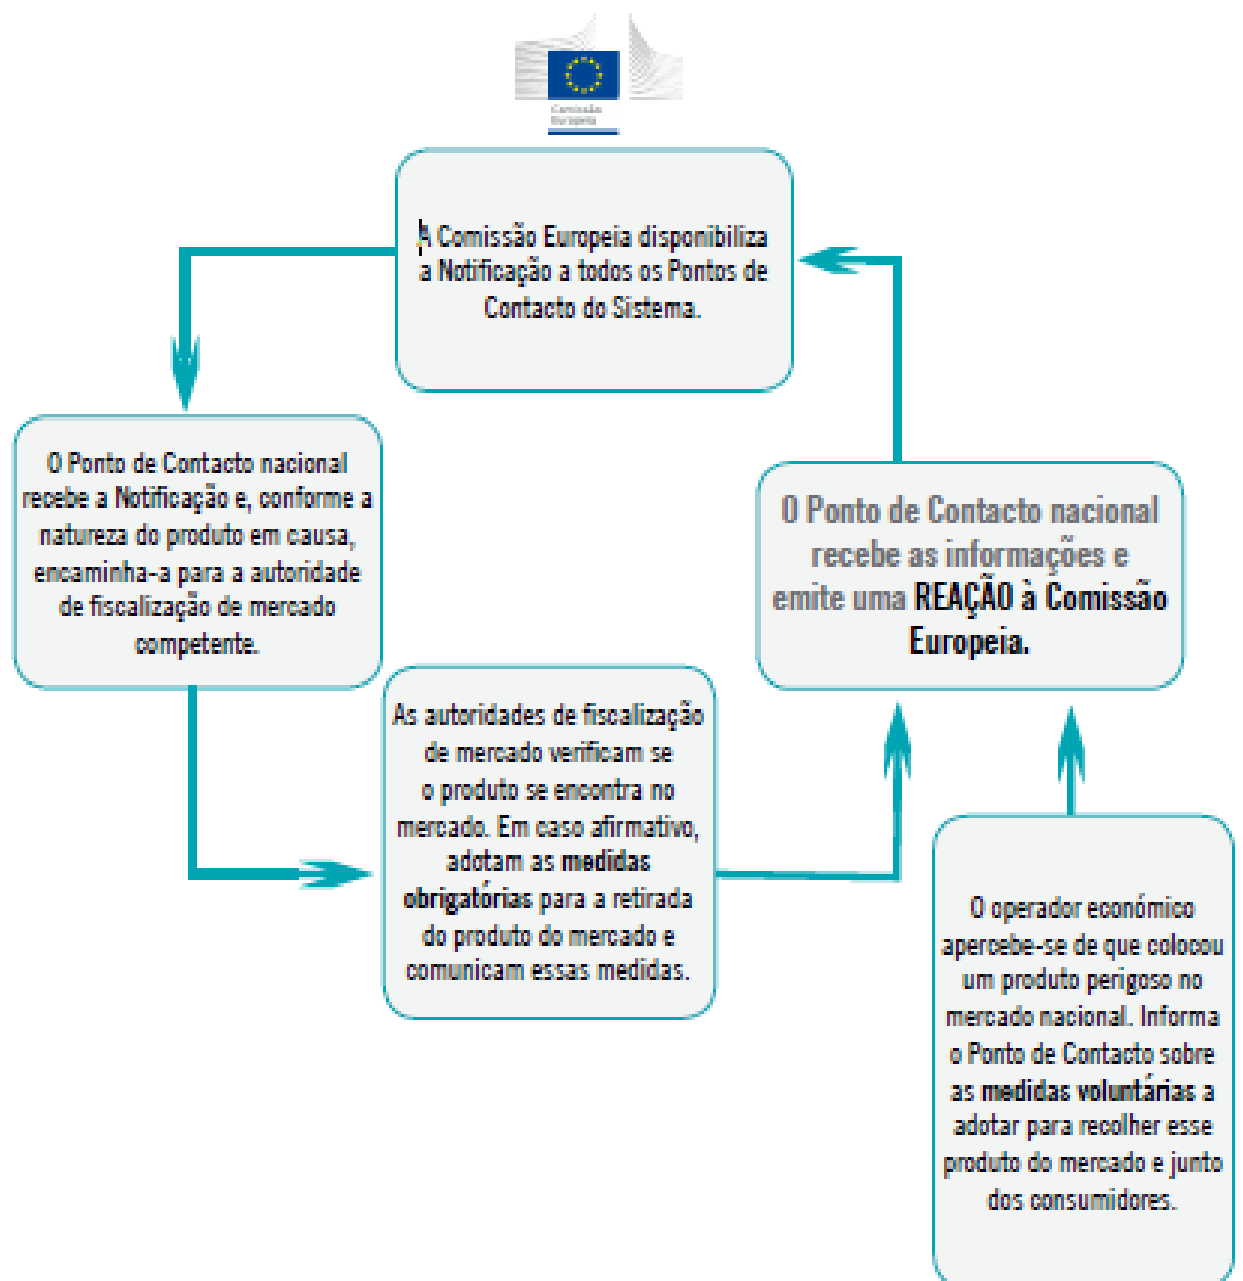 Comissão
Europeia
A Comissão Europeia disponibiliza
a Notificação a todos os Pontos de
Contacto do Sistema.
O Ponto de Contacto nacional
recebe a Notificação e, conforme a
natureza do produto em causa,
encaminha-a para a autoridade
de fiscalização de mercado
competente.
As autoridades de fiscalização
de mercado verificam se
o produto se encontra no
mercado. Em caso afirmativo,
adotam as medidas
obrigatórias para a retirada
do produto do mercado e
comunicam essas medidas.
O Ponto de Contacto nacional
recebe as informações e
emite uma REAÇÃO à Comissão
Europeia.
O operador económico
apercebe-se de que colocou
um produto perigoso no
mercado nacional. Informa
o Ponto de Contacto sobre
as medidas voluntárias a
adotar para recolher esse
produto do mercado e junto
dos consumidores.